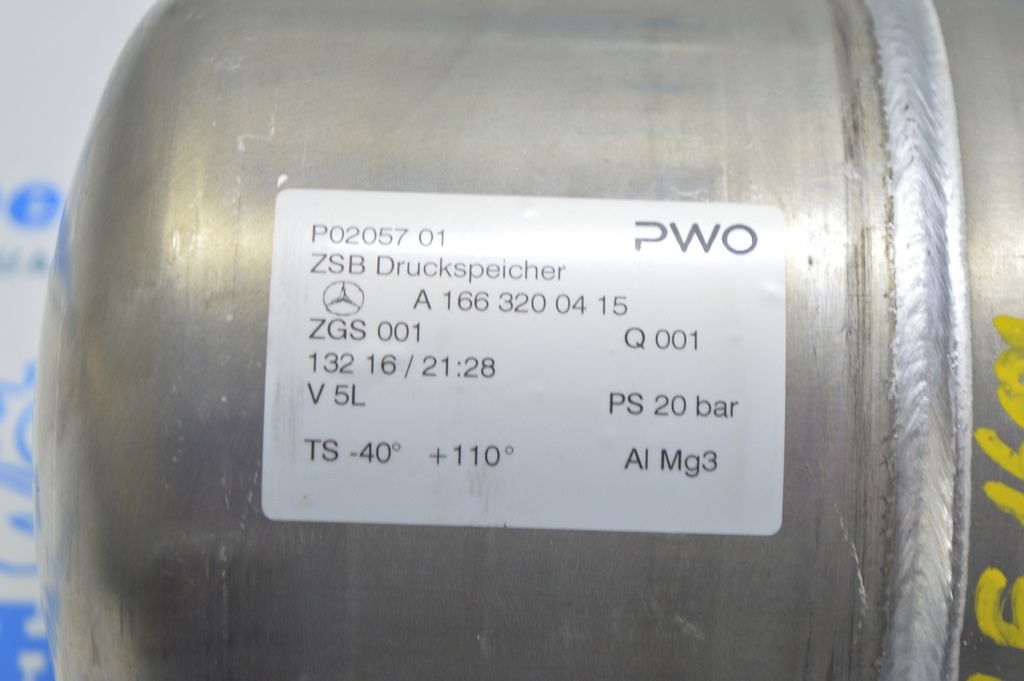 P02057 01
PWO
ZSB Druckspeicher
A 166 320 04 15
ZGS 001
Q 001
132 16 / 21:28
V 5L
PS 20 bar
TS -40° +110°
Al Mg3